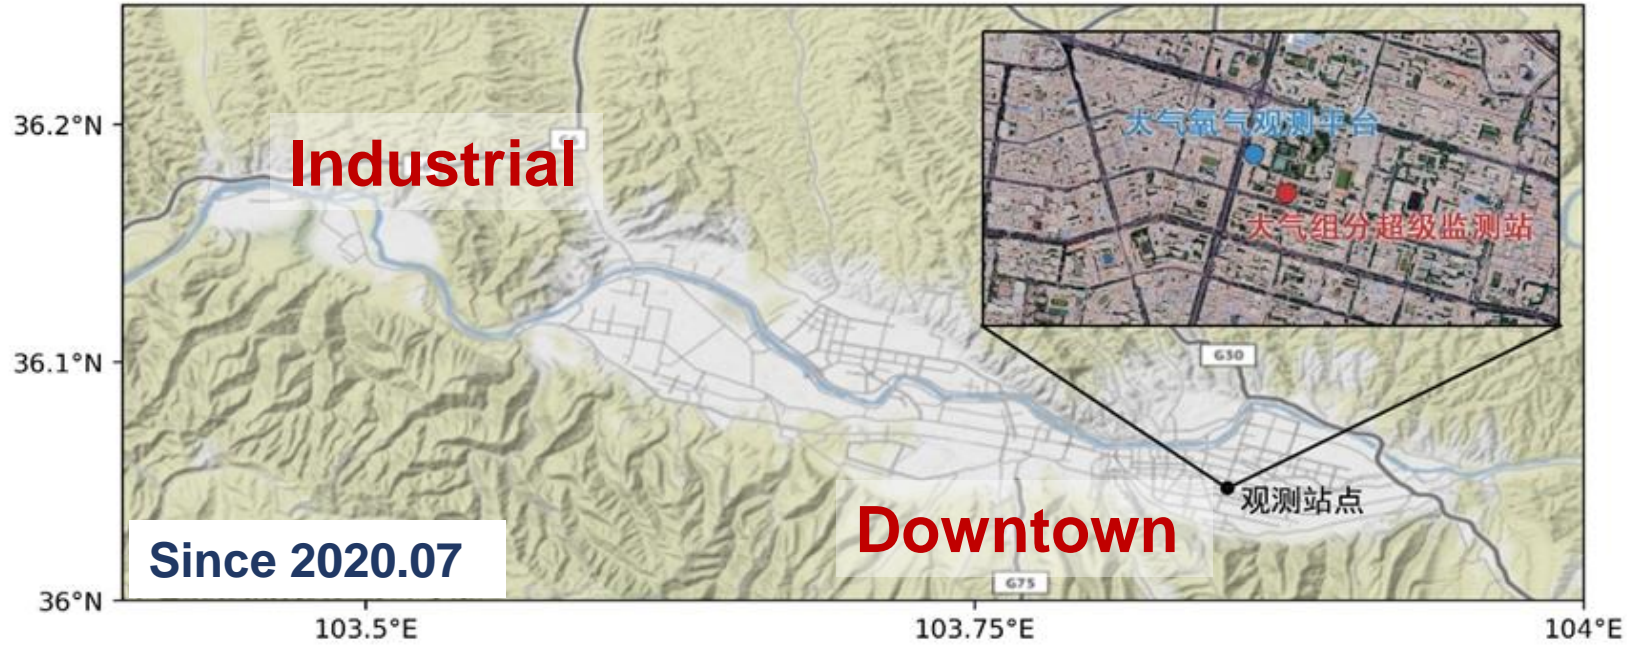 36.2°N
36.1°N
36°N
Industrial
G6
大气氧气观测平台
大气组分超级监测站
G30
观测站点
Downtown
Since 2020.07
G75
103.5°E
103.75°E
104°E